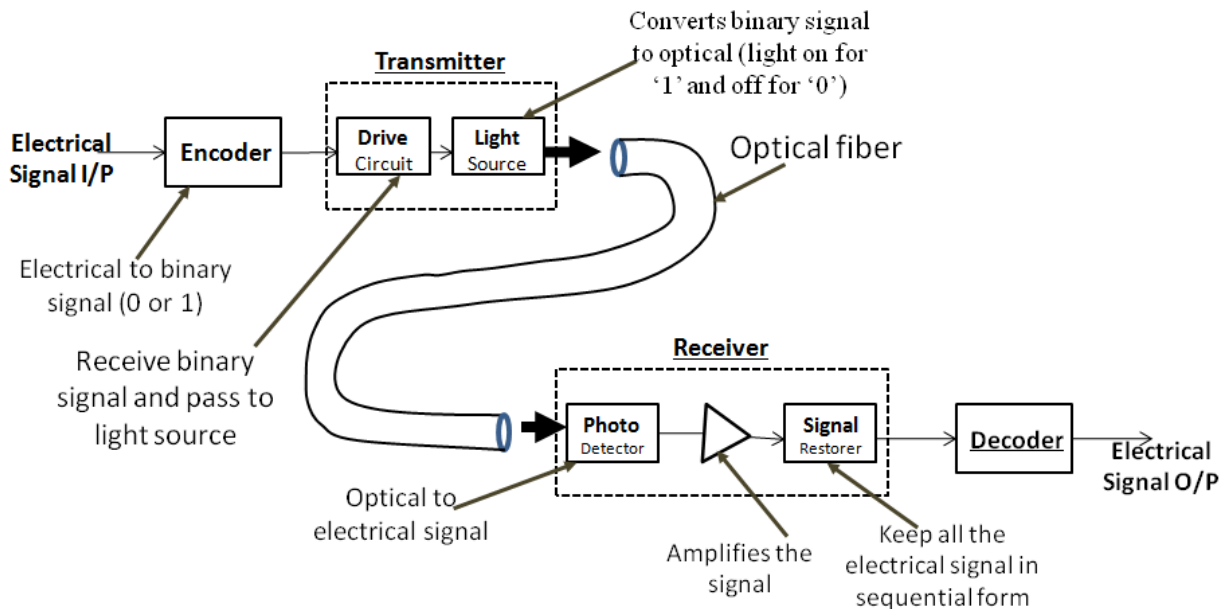 Converts binary signal
to optical (light on for
‘1’ and off for ‘0’)
Transmitter
Electrical
Signal I/P
Encoder
Drive
Circuit
Light
Source
Optical fiber
Electrical to binary
signal (0 or 1)
Receive binary
signal and pass to
light source
Receiver
Photo
Detector
Signal
Restorer
Decoder
Electrical
Signal O/P
Optical to
electrical signal
Amplifies the
signal
Keep all the
electrical signal in
sequential form